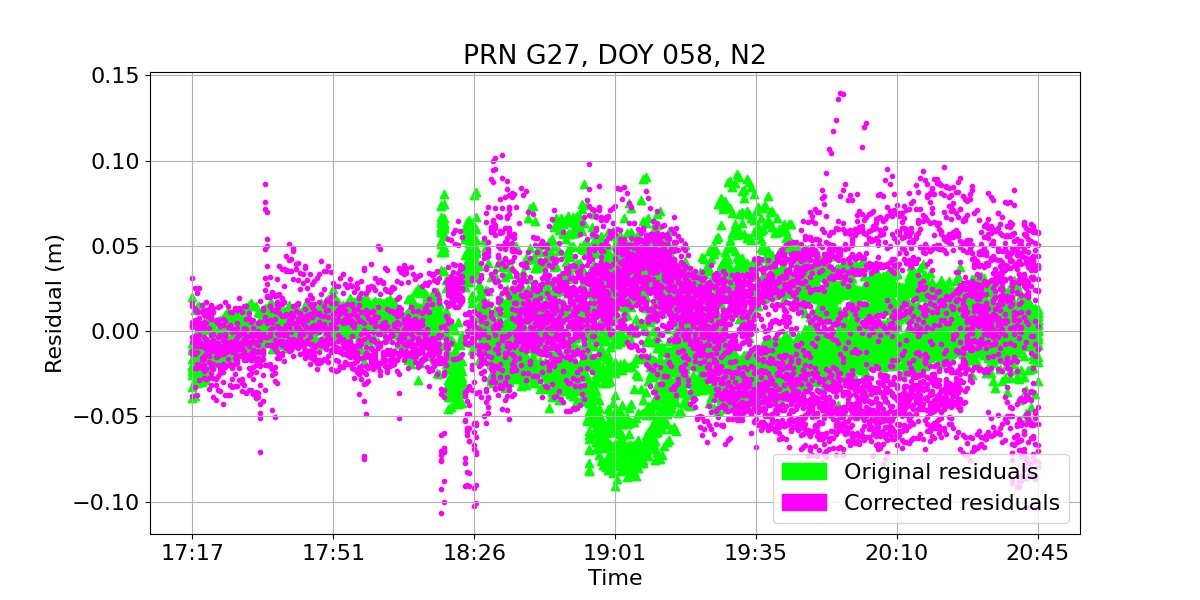 PRN G27, DOY 058, N2
0.15
0.10
0.05
0.00
−0.05
−0.10
Residual (m)
Original residuals
Corrected residuals
17:17 17:51 18:26 19:01 19:35 20:10 20:45
Time